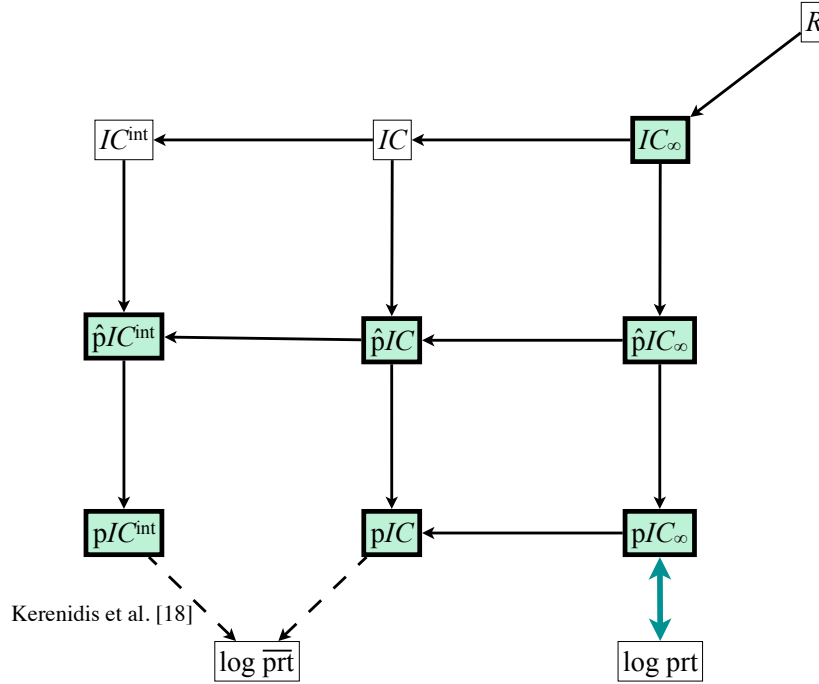 R
IC^int IC IC∞
p̂IC^int p̂IC p̂IC∞
pIC^int pIC pIC∞
Kerenidis et al. [18]
log p̅r̅t̅ log prt